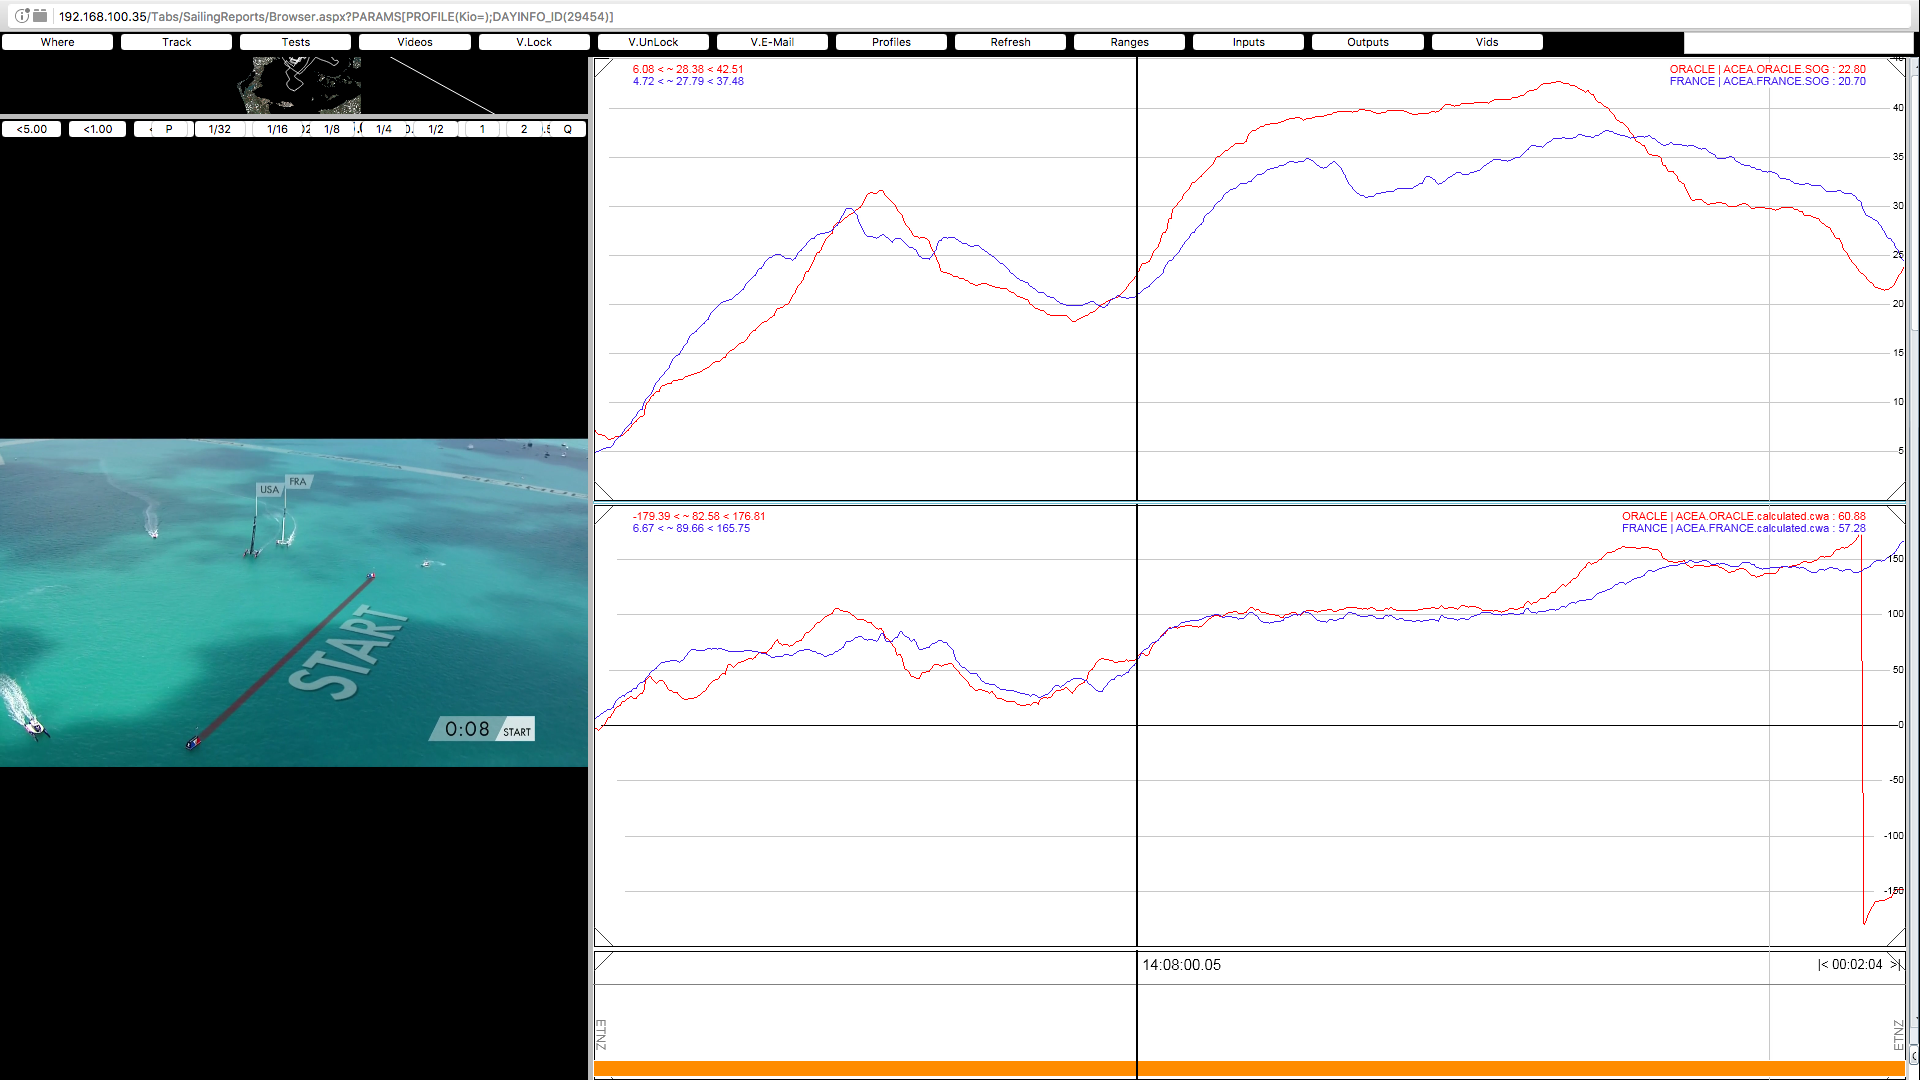 192.168.100.35/Tabs/SailingReports/Browser.aspx?PARAMS[PROFILE(Kio=);DAYINFO_ID(29454)]
Where Track Tests Videos V.Lock V.UnLock V.E-Mail Profiles Refresh Ranges Inputs Outputs Vids
<5.00 <1.00 P 1/32 1/16 1/8 1/4 1/2 1 2 Q
6.08 < ~ 28.38 < 42.51
4.72 < ~ 27.79 < 37.48
ORACLE | ACEA.ORACLE.SOG : 22.80
FRANCE | ACEA.FRANCE.SOG : 20.70
40
35
30
25
20
15
10
5
USA FRA
START
0:08 START
-179.39 < ~ 82.58 < 176.81
6.67 < ~ 89.66 < 165.75
ORACLE | ACEA.ORACLE.calculated.cwa : 60.88
FRANCE | ACEA.FRANCE.calculated.cwa : 57.28
150
100
50
0
-50
-100
-150
14:08:00.05
|< 00:02:04 >|
ETNZ
ETNZ